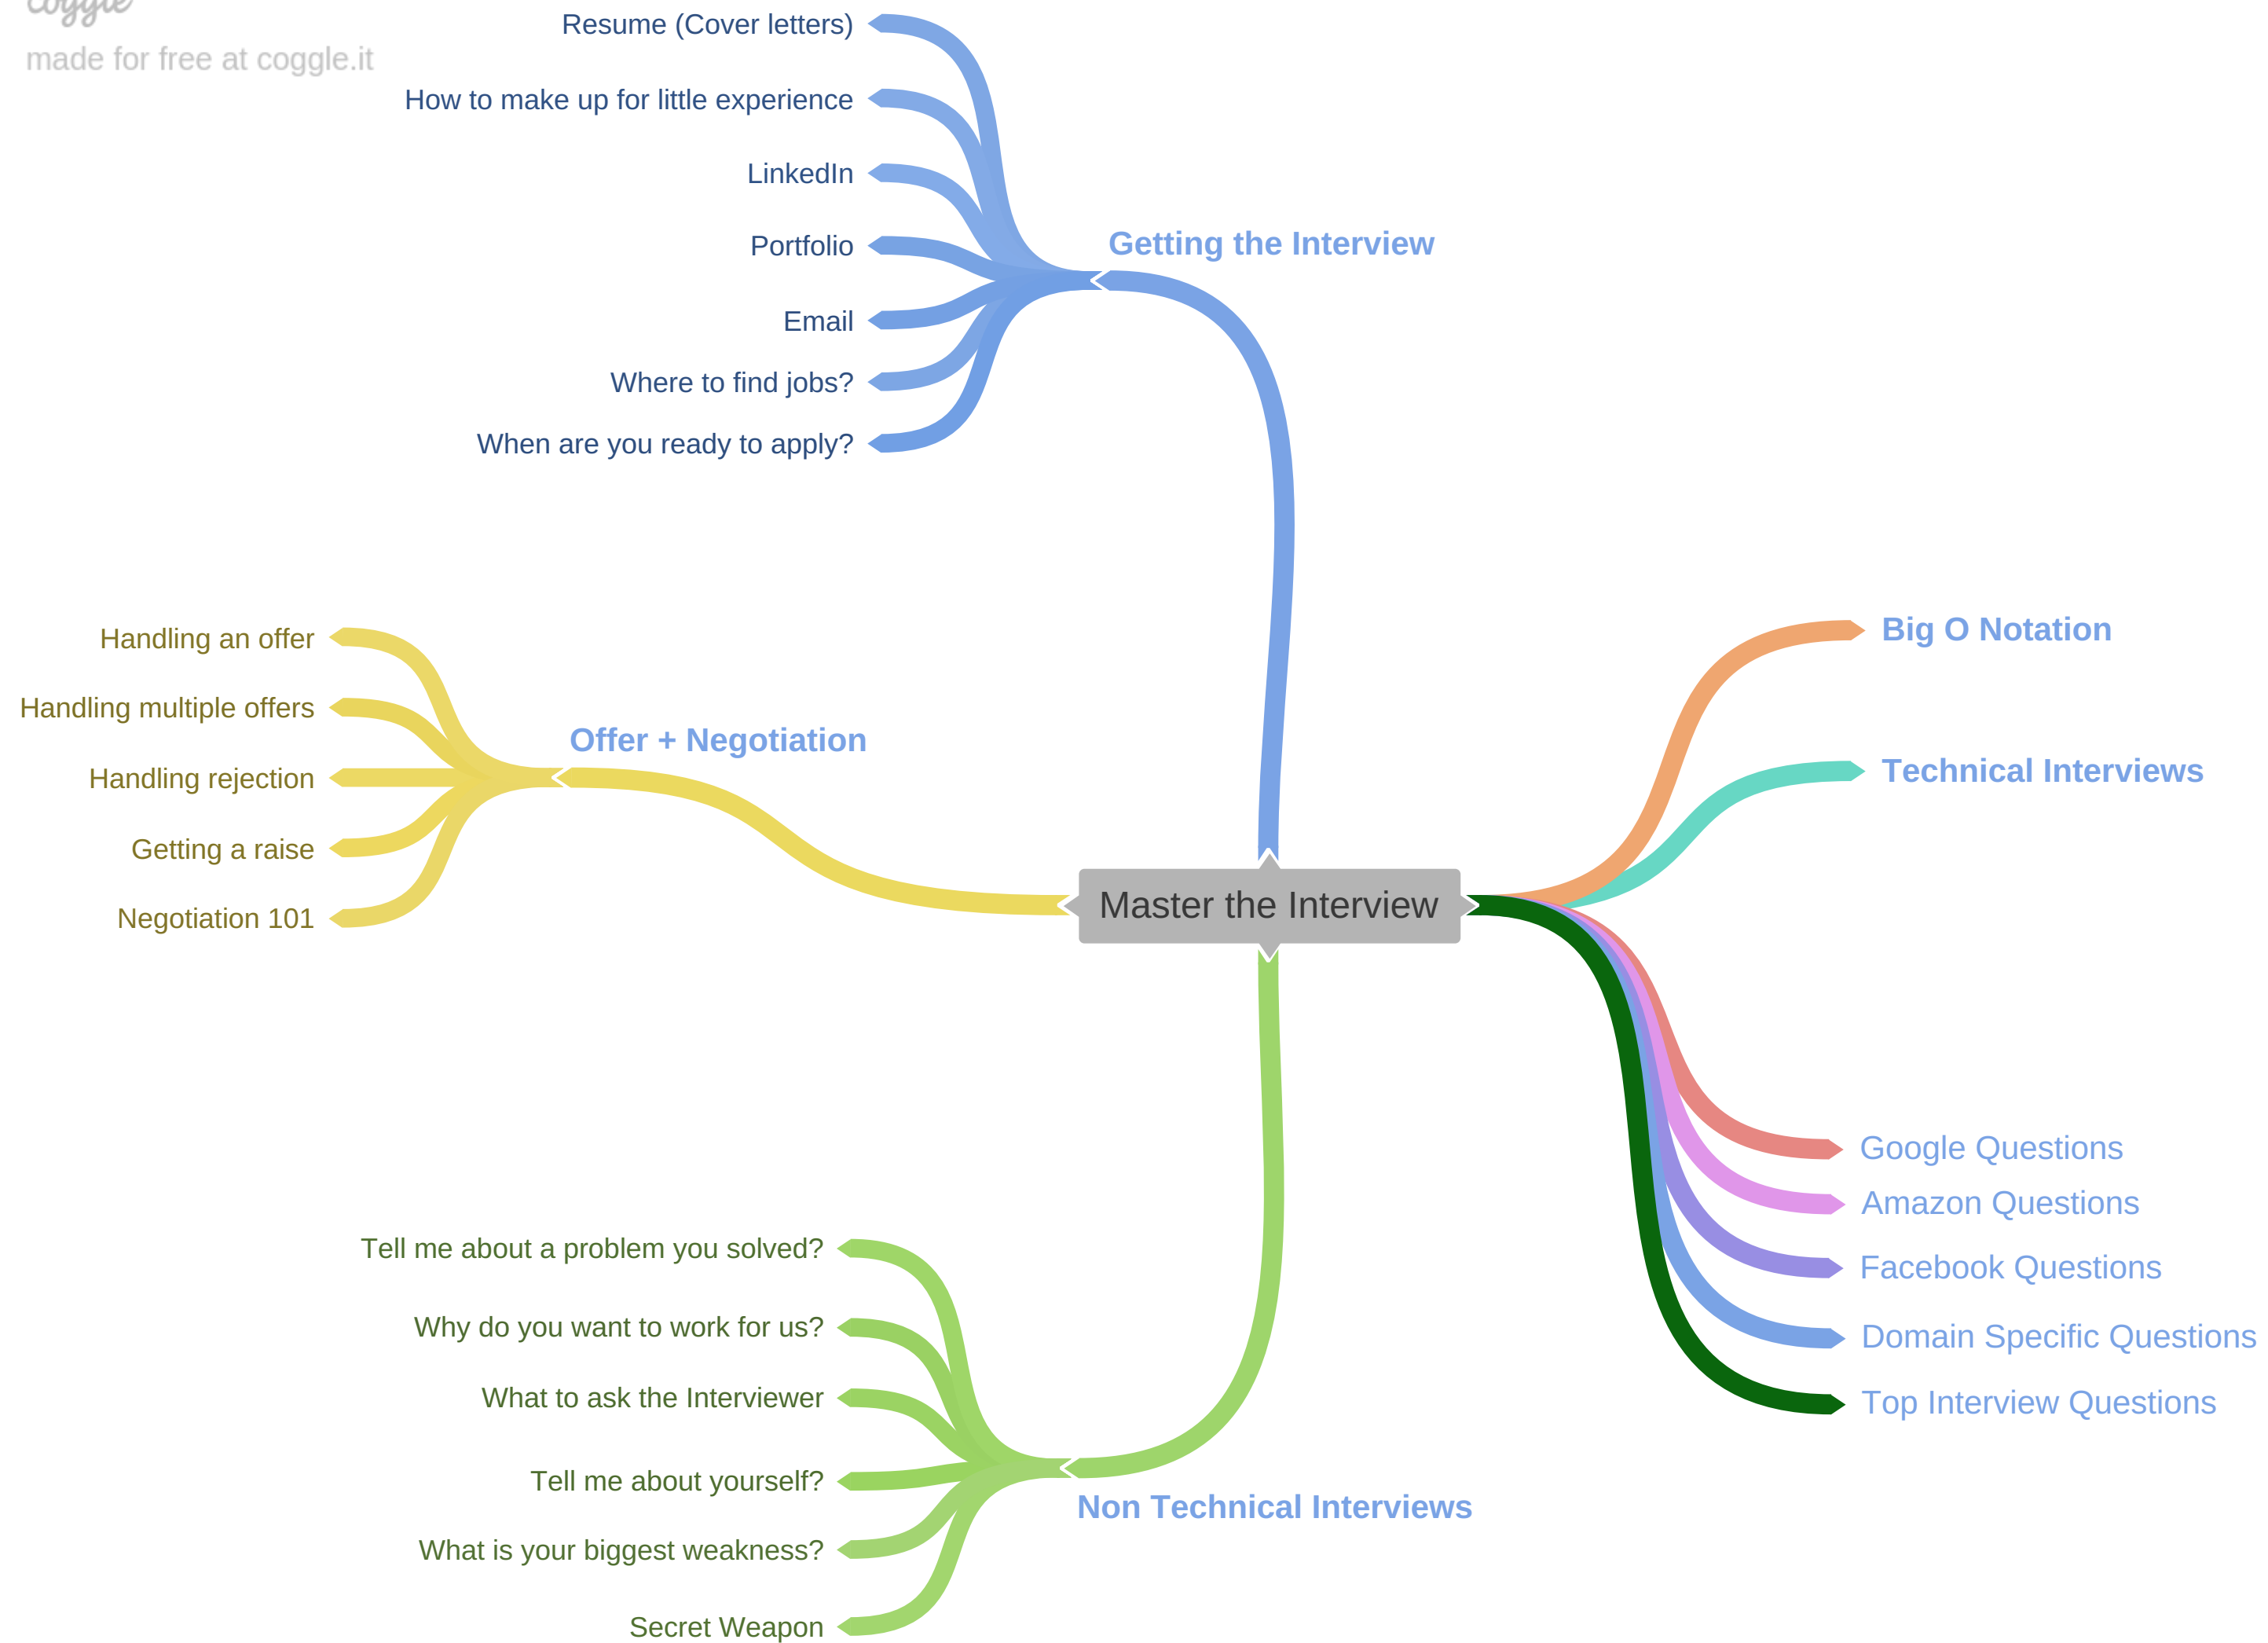 coggle
made for free at coggle.it
Resume (Cover letters)
How to make up for little experience
LinkedIn
Portfolio
Email
Where to find jobs?
When are you ready to apply?
Getting the Interview
Handling an offer
Handling multiple offers
Handling rejection
Getting a raise
Negotiation 101
Offer + Negotiation
Master the Interview
Big O Notation
Technical Interviews
Google Questions
Amazon Questions
Facebook Questions
Domain Specific Questions
Top Interview Questions
Tell me about a problem you solved?
Why do you want to work for us?
What to ask the Interviewer
Tell me about yourself?
What is your biggest weakness?
Secret Weapon
Non Technical Interviews